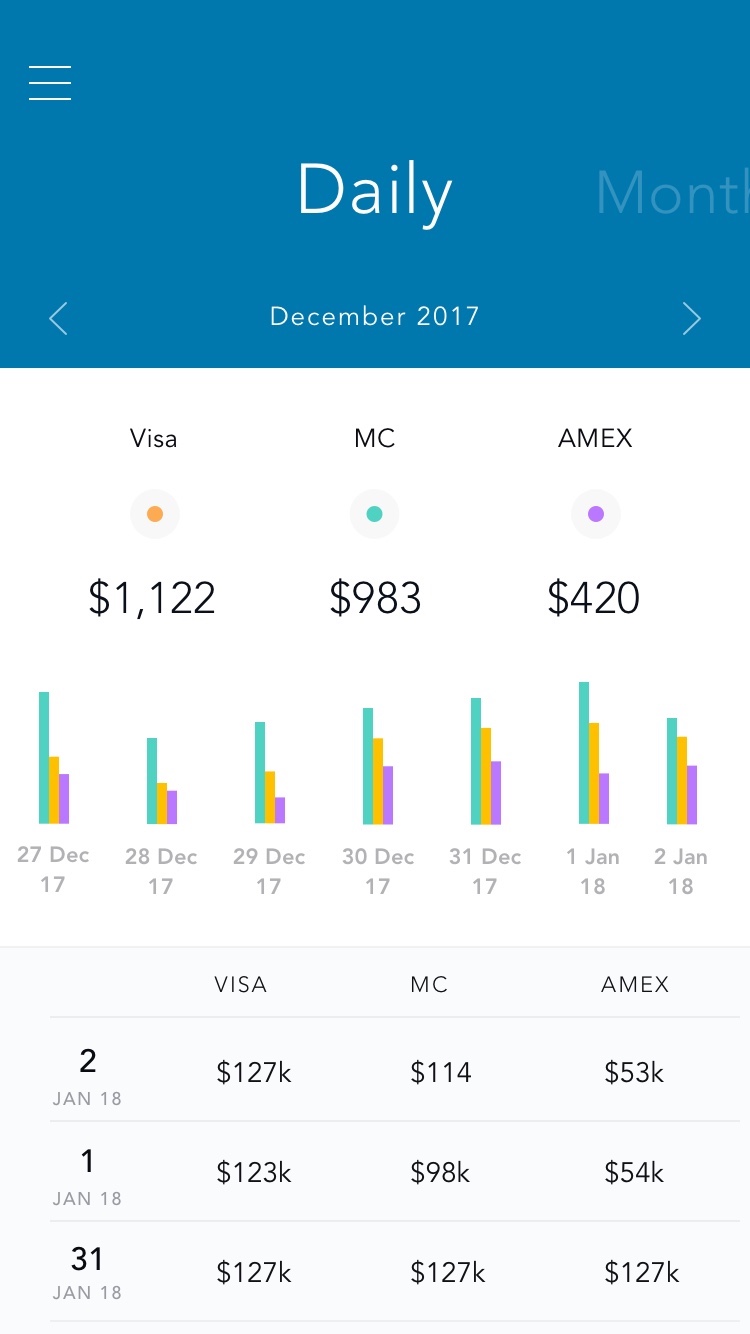 Daily
Month
December 2017
Visa MC AMEX
$1,122 $983 $420
27 Dec 28 Dec 29 Dec 30 Dec 31 Dec 1 Jan 2 Jan
17 17 17 17 17 18 18
VISA MC AMEX
2
$127k $114 $53k
JAN 18
1
$123k $98k $54k
JAN 18
31
$127k $127k $127k
JAN 18